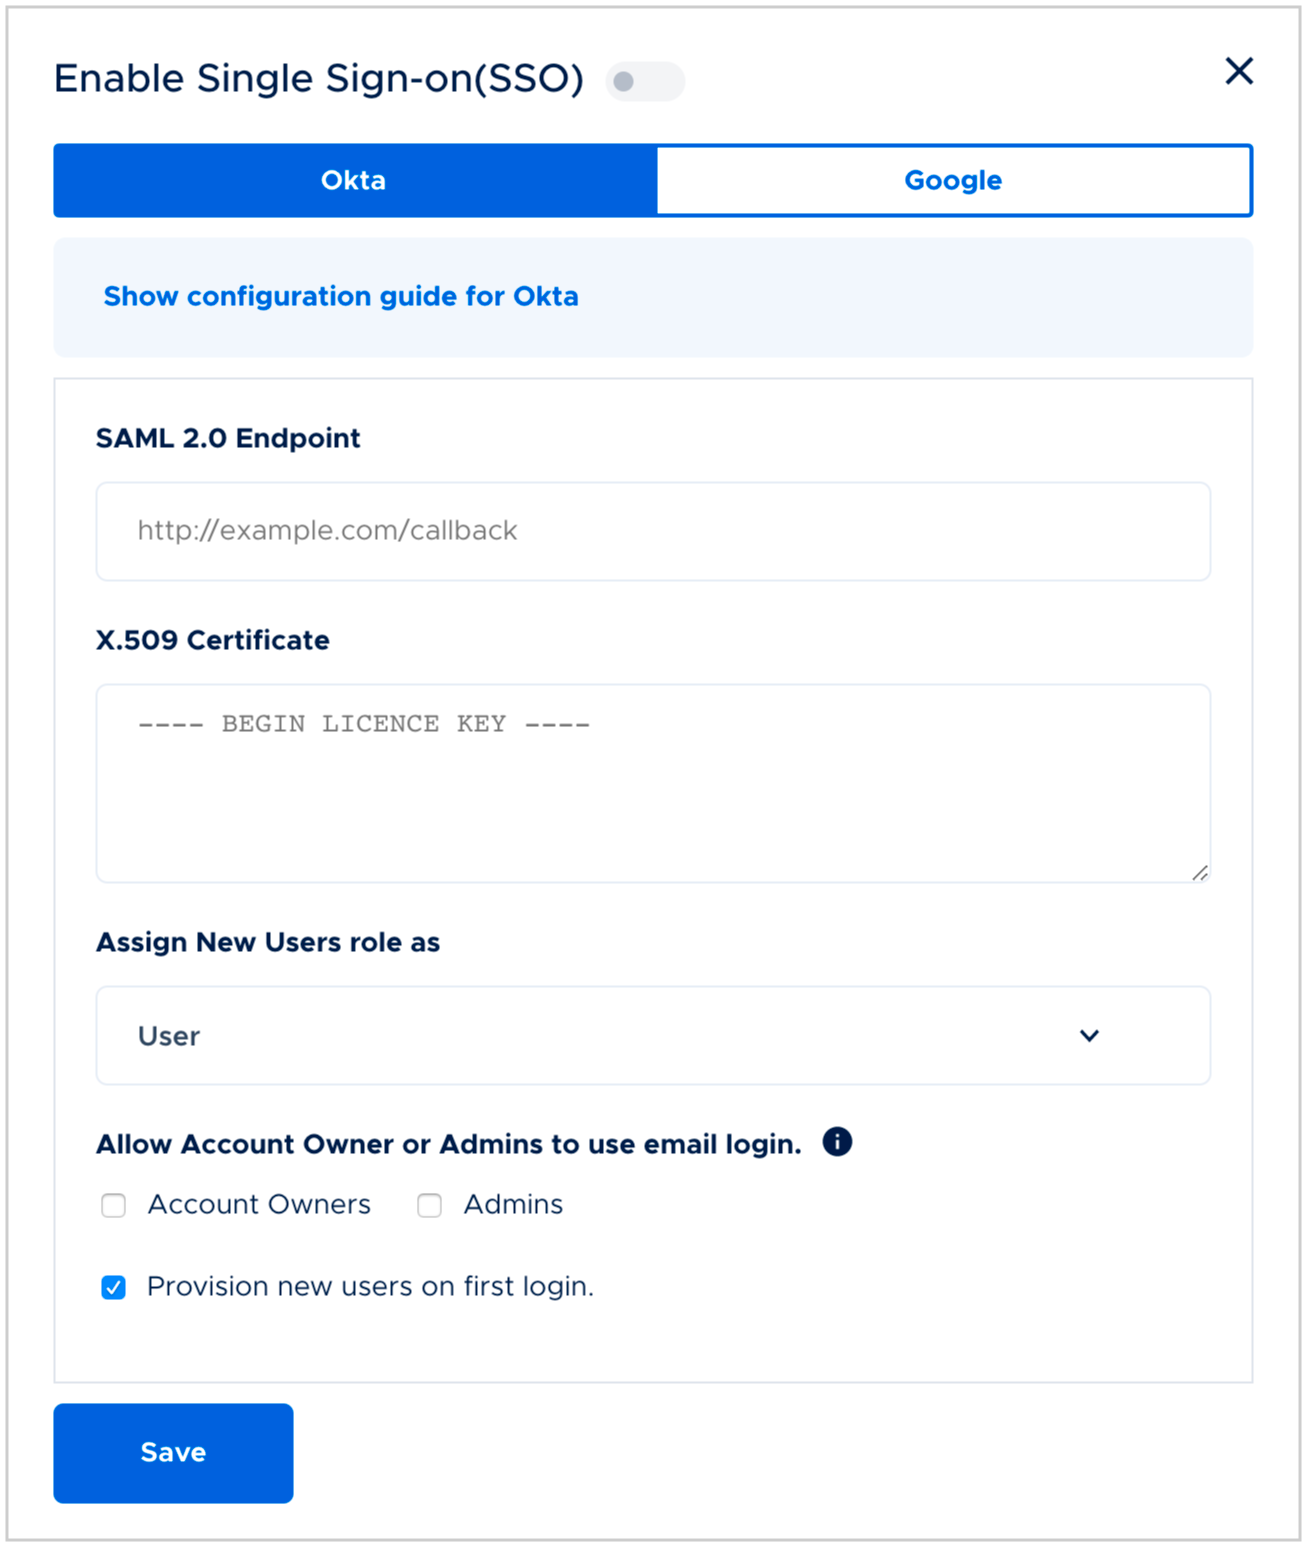 Enable Single Sign-on(SSO)
Okta
Google
Show configuration guide for Okta
SAML 2.0 Endpoint
http://example.com/callback
X.509 Certificate
---- BEGIN LICENCE KEY ----
Assign New Users role as
User
Allow Account Owner or Admins to use email login.
Account Owners
Admins
Provision new users on first login.
Save